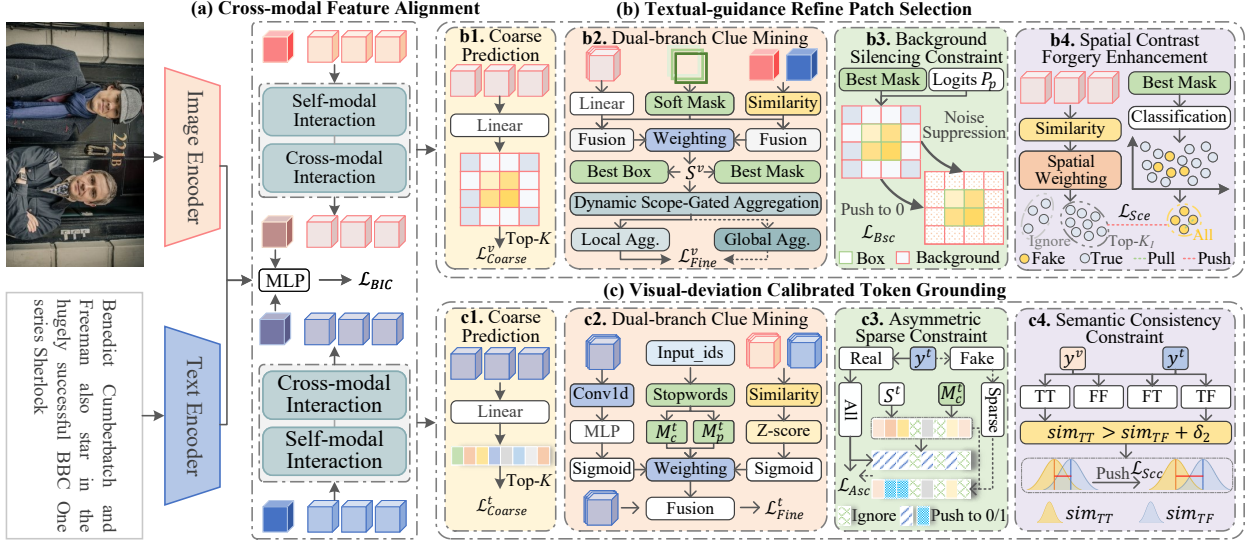 (a) Cross-modal Feature Alignment
(b) Textual-guidance Refine Patch Selection
221B
Image Encoder
Self-modal
Interaction
Cross-modal
Interaction
MLP
ℒ_BIC
Benedict Cumberbatch and
Freeman also star in the
hugely successful BBC One
series Sherlock
Text Encoder
Cross-modal
Interaction
Self-modal
Interaction
b1. Coarse
Prediction
Linear
Top-K
ℒ^v_Coarse
b2. Dual-branch Clue Mining
Linear
Soft Mask
Similarity
Fusion
Weighting
Fusion
Best Box
S^v
Best Mask
Dynamic Scope-Gated Aggregation
Local Agg.
Global Agg.
ℒ^v_Fine
b3. Background
Silencing Constraint
Best Mask
Logits P_p
Noise
Suppression
Push to 0
ℒ_Bsc
Box
Background
b4. Spatial Contrast
Forgery Enhancement
Best Mask
Similarity
Classification
Spatial
Weighting
ℒ_Sce
Ignore
Top-K_I
All
Fake
True
Pull
Push
(c) Visual-deviation Calibrated Token Grounding
c1. Coarse
Prediction
Linear
Top-K
ℒ^t_Coarse
c2. Dual-branch Clue Mining
Input_ids
Conv1d
Stopwords
Similarity
MLP
M^t_c
M^t_p
Z-score
Sigmoid
Weighting
Sigmoid
Fusion
ℒ^t_Fine
c3. Asymmetric
Sparse Constraint
Real
y^t
Fake
All
S^t
M^t_c
Sparse
ℒ_Asc
Ignore
Push to 0/1
c4. Semantic Consistency
Constraint
y^v
y^t
TT
FF
FT
TF
sim_TT > sim_TF + δ_2
Push
ℒ_Scc
sim_TT
sim_TF